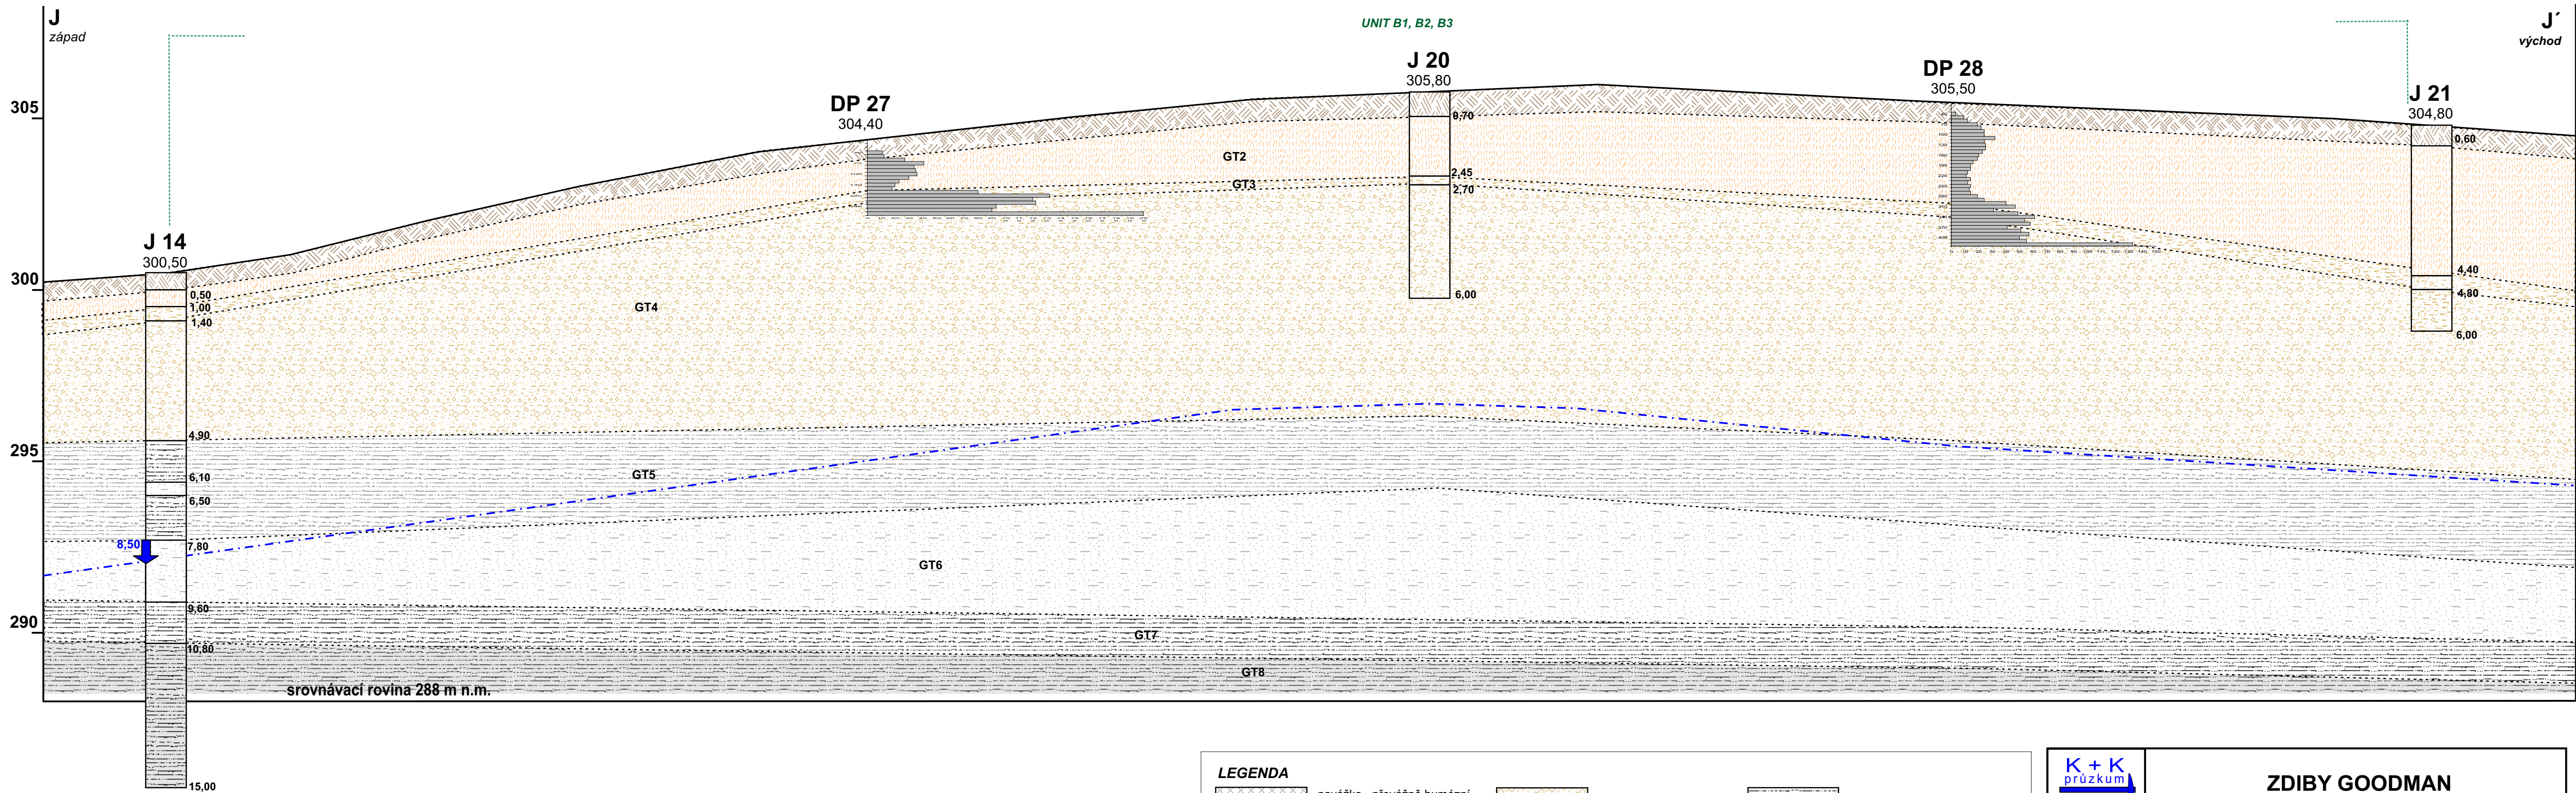 J
západ
UNIT B1, B2, B3
J´
východ
J 20
305,80
DP 28
305,50
DP 27
304,40
J 21
304,80
305
0,70
0,60
GT2
2,45
GT3
2,70
J 14
300,50
300
4,40
0,50
4,80
1,00
GT4
6,00
1,40
6,00
4,90
295
GT5
6,10
6,50
8,50
7,80
GT6
9,60
290
GT7
10,80
GT8
srovnávací rovina 288 m n.m.
15,00
LEGENDA
K + K
průzkum
ZDIBY GOODMAN